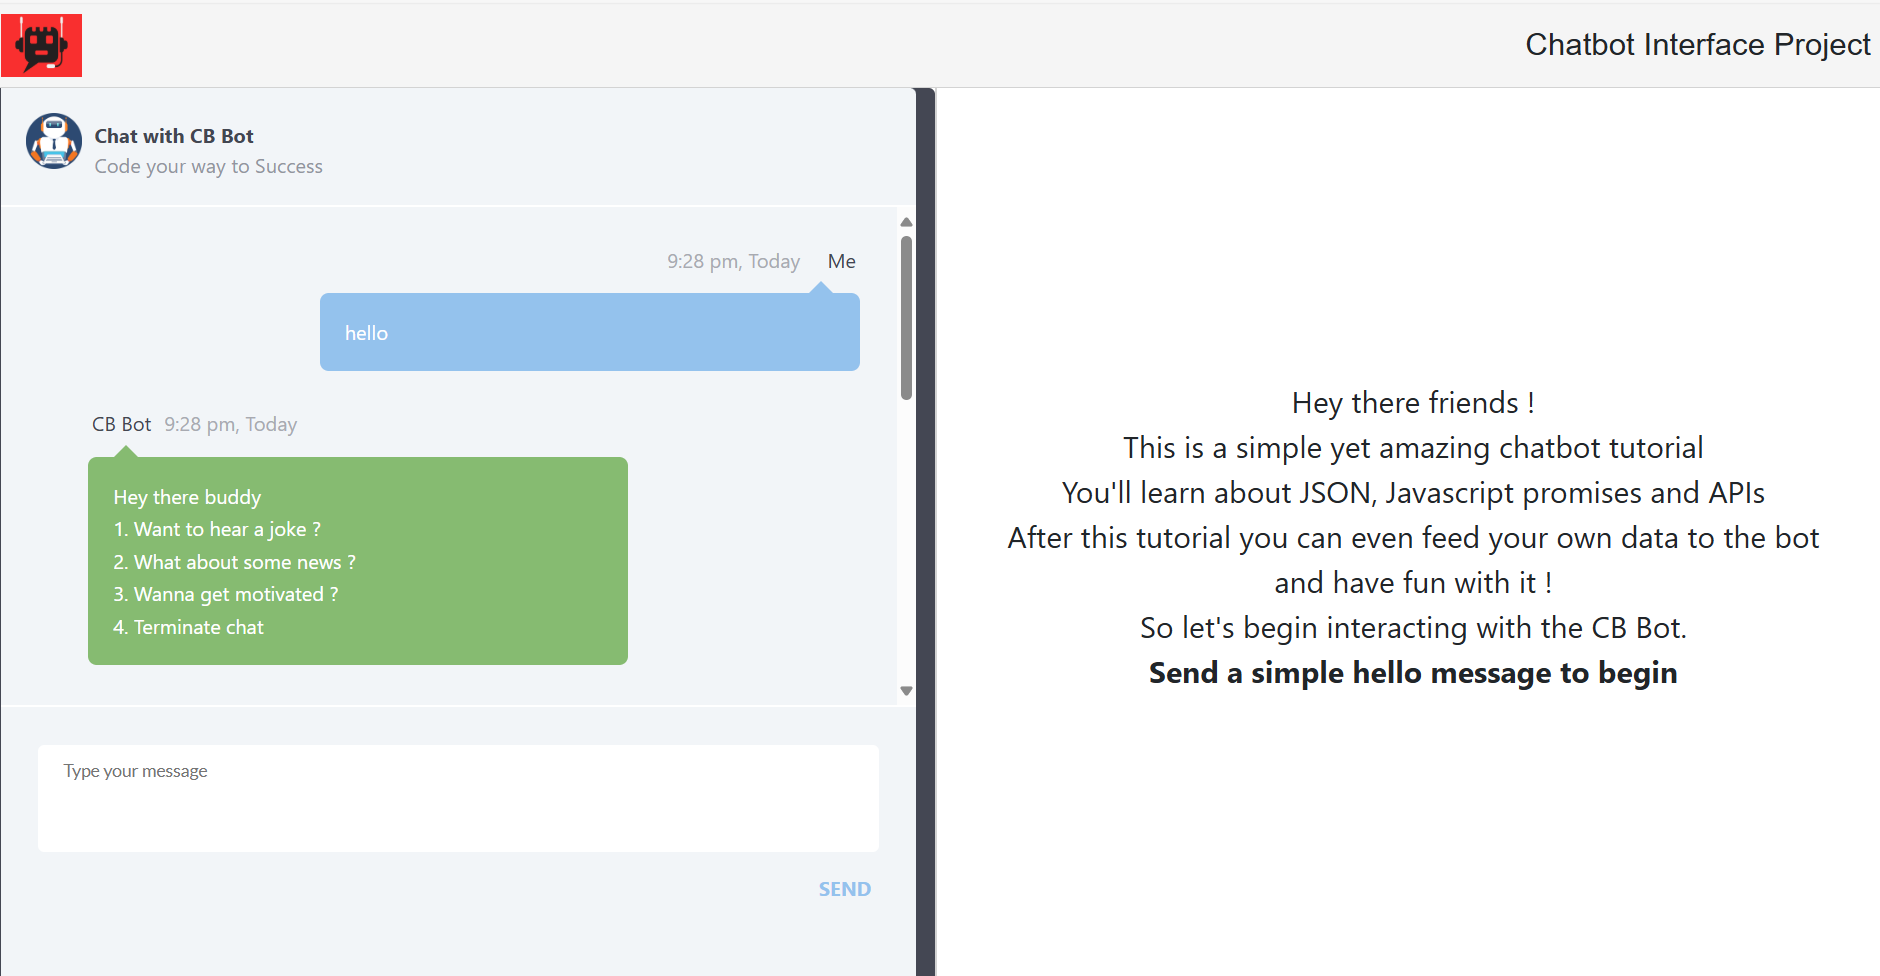 Chatbot Interface Project
Chat with CB Bot
Code your way to Success
9:28 pm, Today Me
hello
CB Bot 9:28 pm, Today
Hey there buddy
1. Want to hear a joke ?
2. What about some news ?
3. Wanna get motivated ?
4. Terminate chat
Type your message
SEND
Hey there friends !
This is a simple yet amazing chatbot tutorial
You'll learn about JSON, Javascript promises and APIs
After this tutorial you can even feed your own data to the bot
and have fun with it !
So let's begin interacting with the CB Bot.
Send a simple hello message to begin